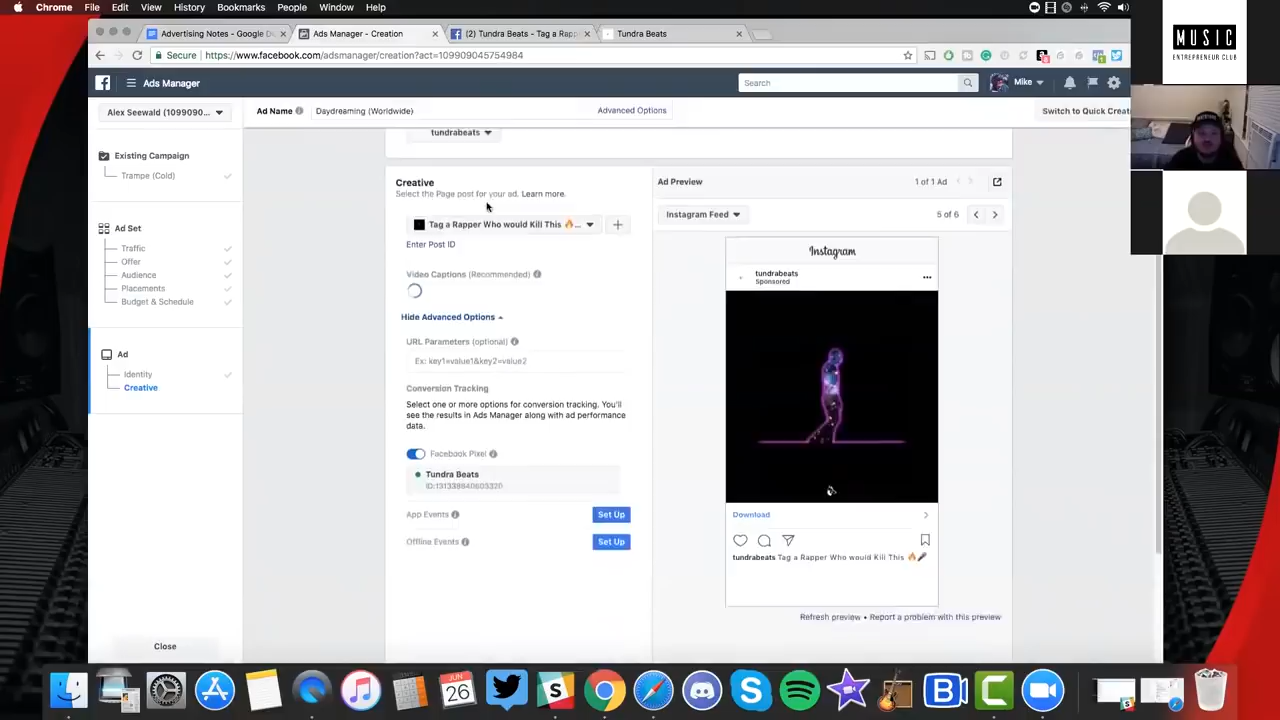 Chrome File Edit View History Bookmarks People Window Help
Advertising Notes - Google D
Ads Manager - Creation
(2) Tundra Beats - Tag a Rapp
Tundra Beats
Secure https://www.facebook.com/adsmanager/creation?act=109909045754984
MUSIC
ENTREPRENEUR CLUB
Ads Manager
Search
Mike
Alex Seewald (1099090...
Ad Name
Daydreaming (Worldwide)
Advanced Options
Switch to Quick Creat
tundrabeats
Existing Campaign
Trampe (Cold)
Ad Set
Traffic
Offer
Audience
Placements
Budget & Schedule
Ad
Identity
Creative
Close
Creative
Select the Page post for your ad. Learn more.
Tag a Rapper Who would Kill This 🔥...
Enter Post ID
Video Captions (Recommended)
Hide Advanced Options
URL Parameters (optional)
Ex: key1=value1&key2=value2
Conversion Tracking
Select one or more options for conversion tracking. You'll
see the results in Ads Manager along with ad performance
data.
Facebook Pixel
Tundra Beats
App Events
Set Up
Offline Events
Set Up
Ad Preview
1 of 1 Ad
Instagram Feed
5 of 6
Instagram
tundrabeats
Sponsored
Download
tundrabeats Tag a Rapper Who would Kill This 🔥🎤
Refresh preview • Report a problem with this preview
JUN
26